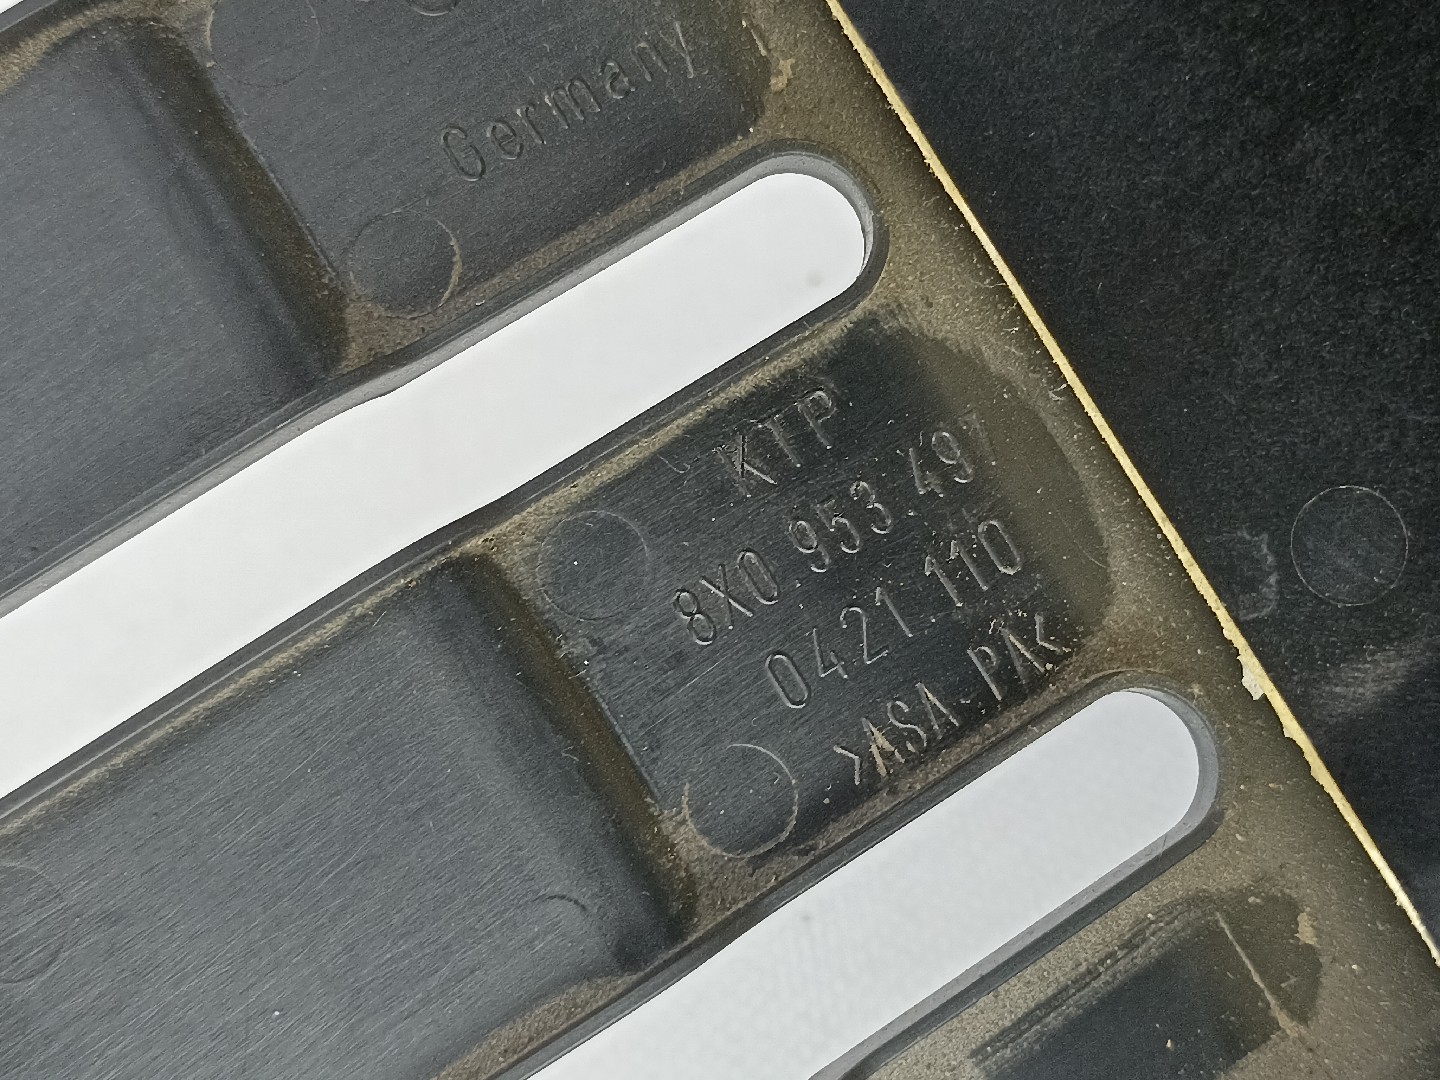 Germany
KTP
8X0.953.497
0421.110
>ASA.PA<